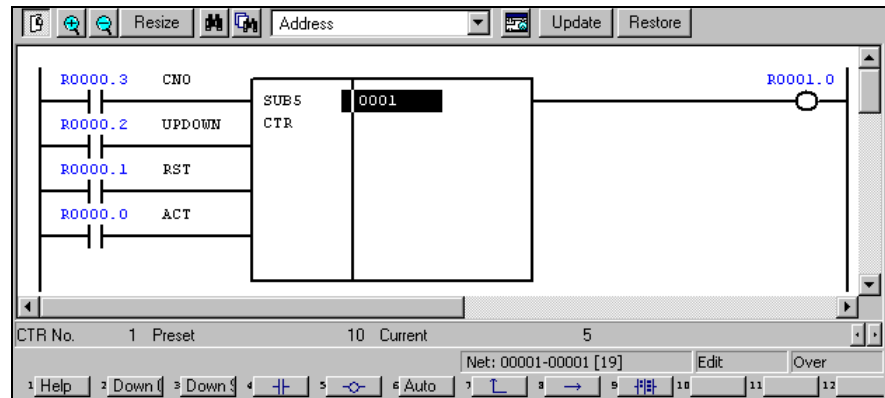 Resize Address Update Restore
R0000.3 CNO R0001.0
SUB5 0001
R0000.2 UPDOWN CTR
R0000.1 RST
R0000.0 ACT
CTR No. 1 Preset 10 Current 5
Net: 00001-00001 [19] Edit Over
1 Help 2 Down 3 Down 4 5 6 Auto 7 8 9 10 11 12